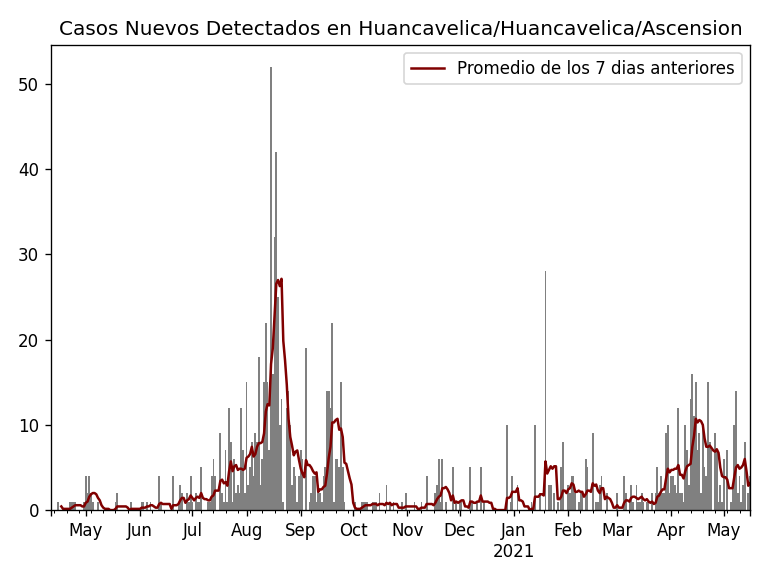 Casos Nuevos Detectados en Huancavelica/Huancavelica/Ascension
Promedio de los 7 dias anteriores
50
40
30
20
10
0
May Jun Jul Aug Sep Oct Nov Dec Jan Feb Mar Apr May
2021